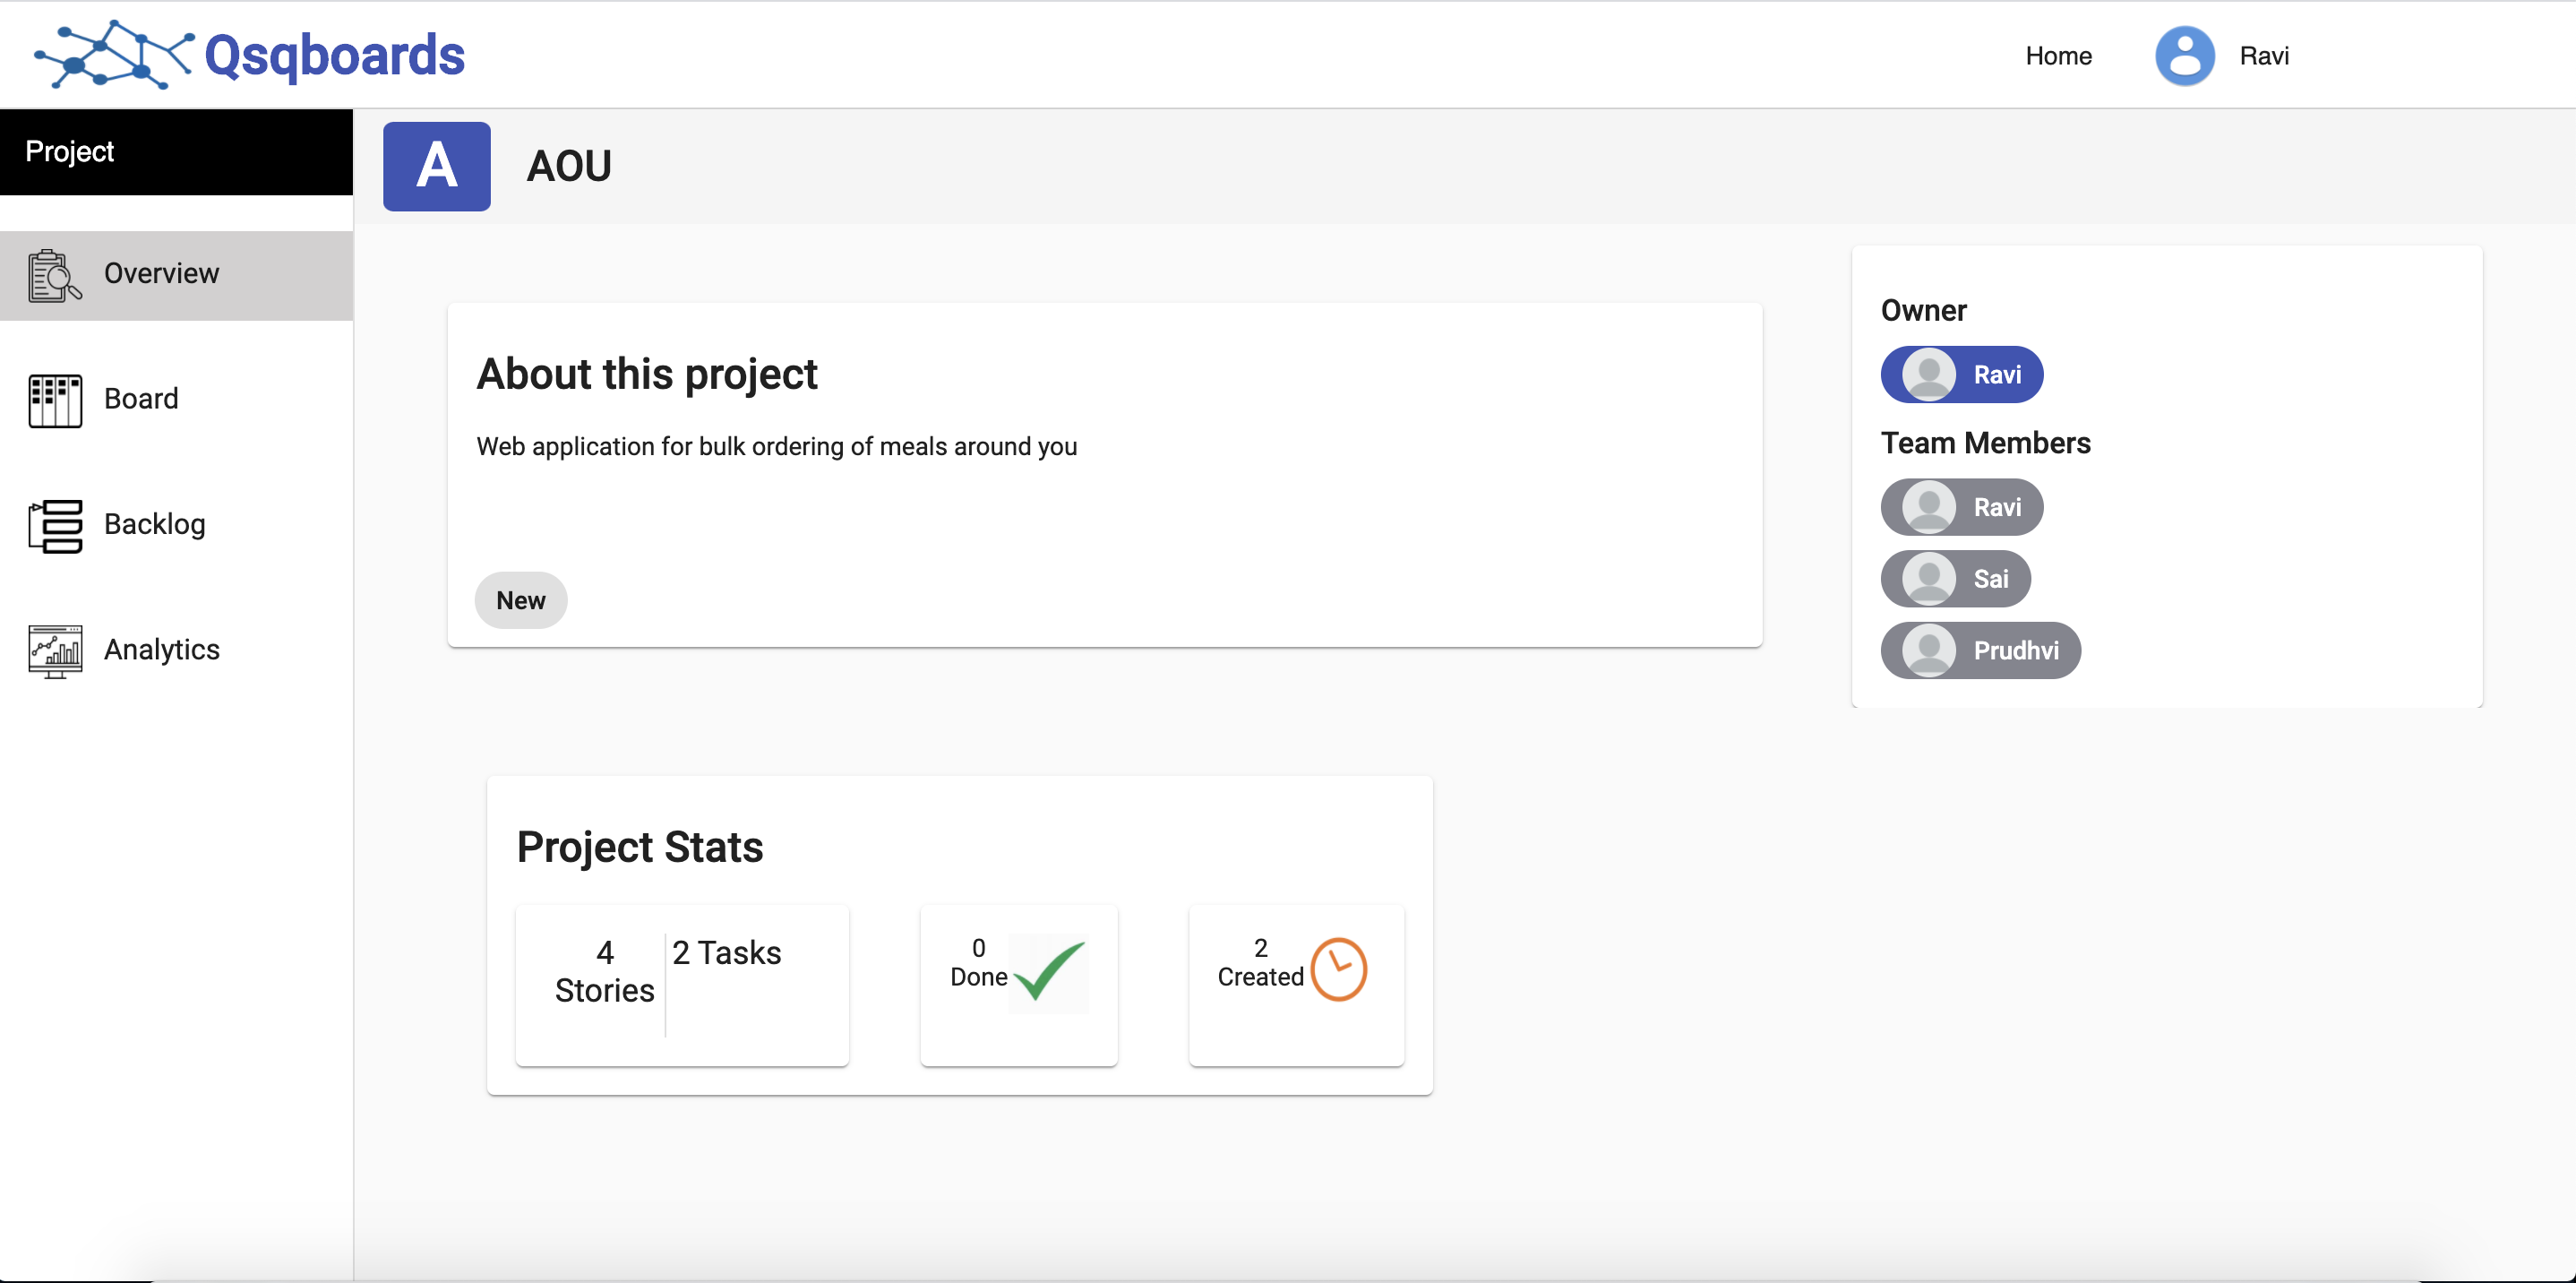 Qsqboards
Home
Ravi
Project
Overview
Board
Backlog
Analytics
A
AOU
About this project
Web application for bulk ordering of meals around you
New
Owner
Ravi
Team Members
Ravi
Sai
Prudhvi
Project Stats
4
Stories
2 Tasks
0
Done
2
Created